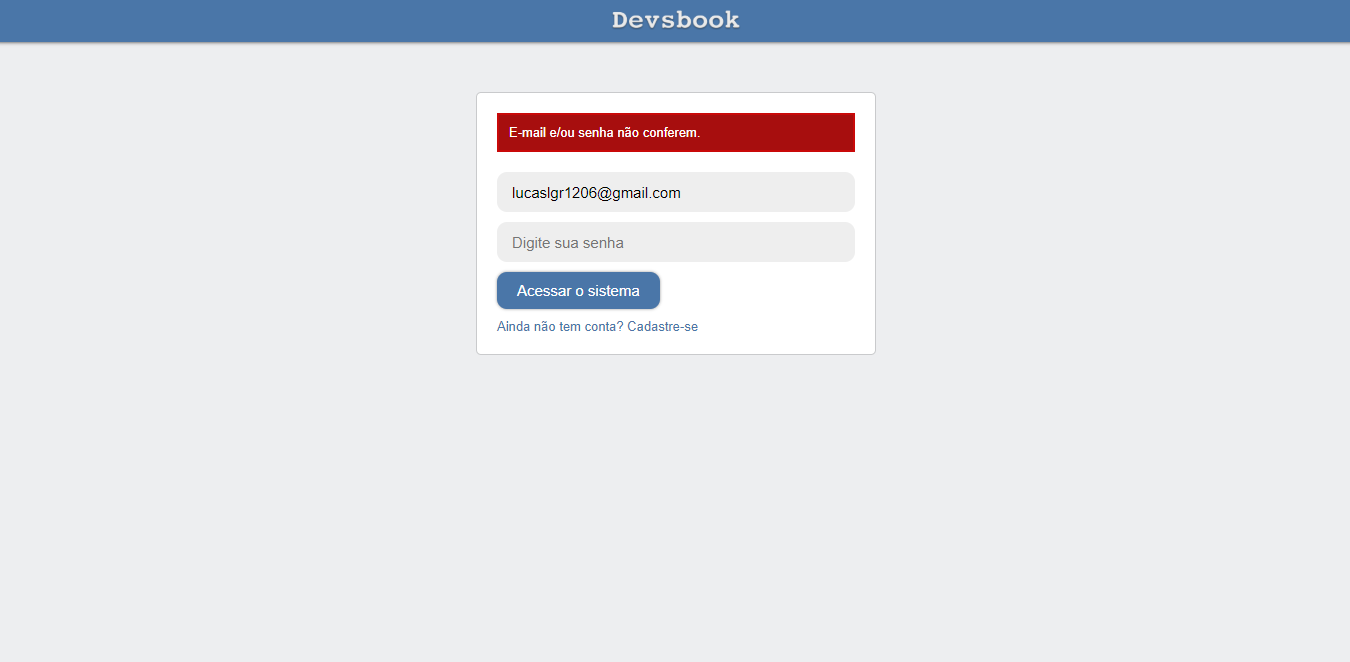 Devsbook
E-mail e/ou senha não conferem.
lucaslgr1206@gmail.com
Digite sua senha
Acessar o sistema
Ainda não tem conta? Cadastre-se